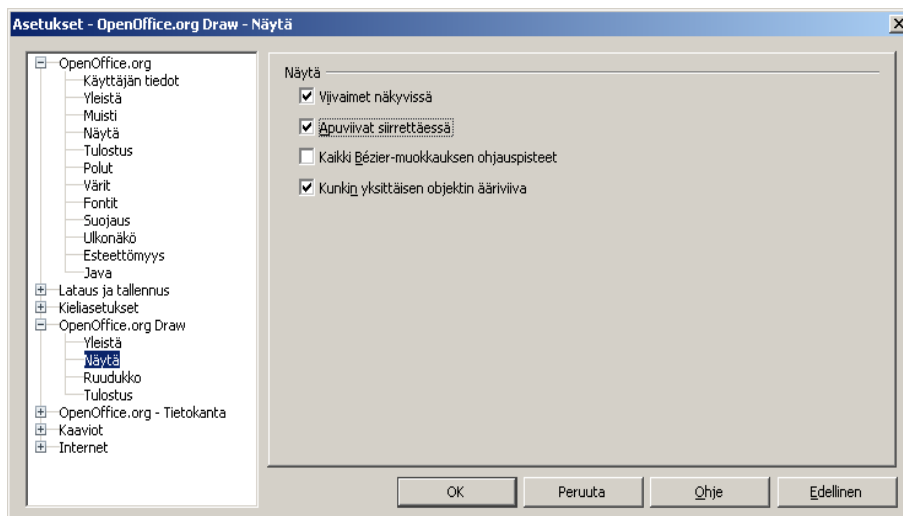 Asetukset - OpenOffice.org Draw - Näytä
OpenOffice.org
Käyttäjän tiedot
Yleistä
Muisti
Näytä
Tulostus
Polut
Värit
Fontit
Suojaus
Ulkonäkö
Esteettömyys
Java
Lataus ja tallennus
Kieliasetukset
OpenOffice.org Draw
Yleistä
Näytä
Ruudukko
Tulostus
OpenOffice.org - Tietokanta
Kaaviot
Internet
Näytä
Viivaimet näkyvissä
Apuviivat siirrettäessä
Kaikki Bézier-muokkauksen ohjauspisteet
Kunkin yksittäisen objektin ääriviiva
OK
Peruuta
Ohje
Edellinen